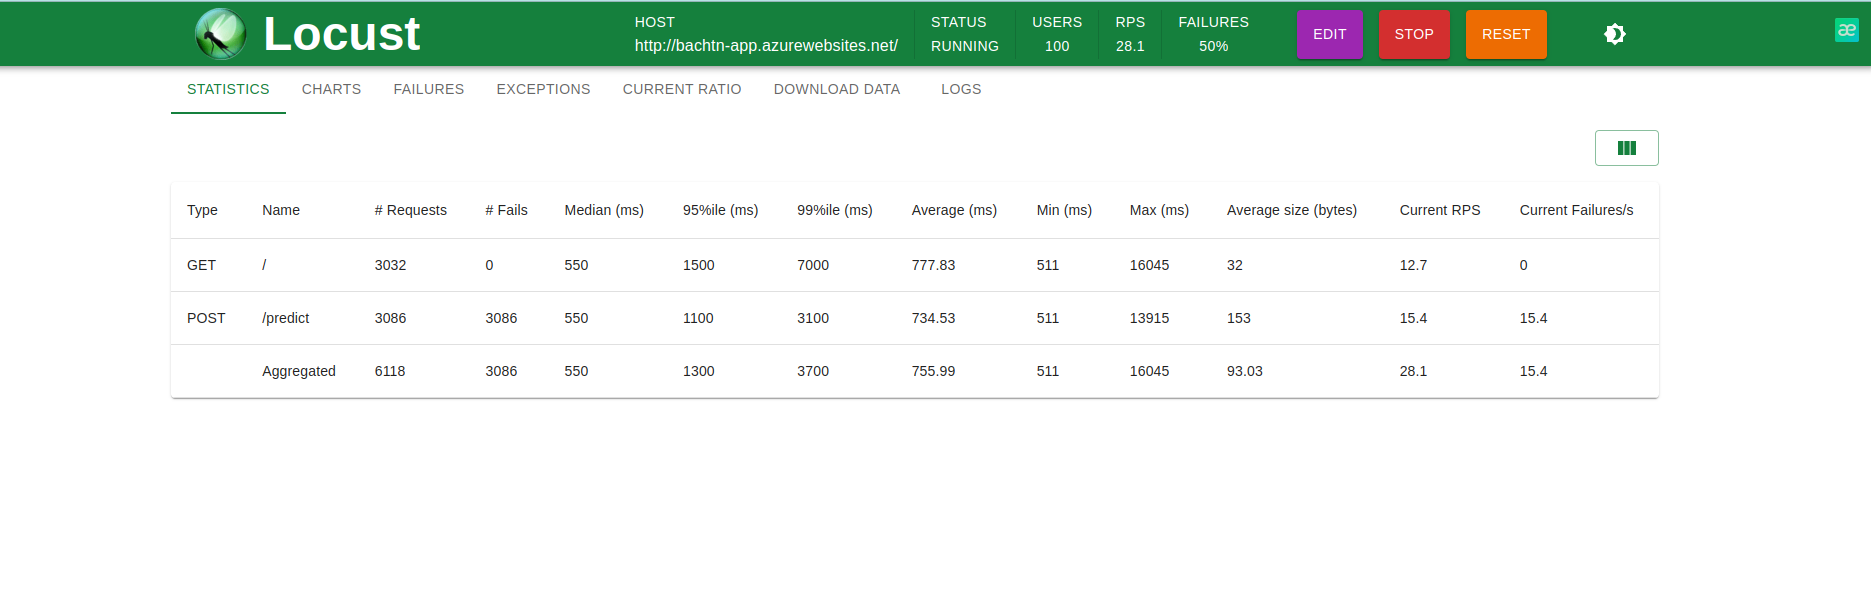 Locust
HOST
http://bachtn-app.azurewebsites.net/
STATUS
RUNNING
USERS
100
RPS
28.1
FAILURES
50%
EDIT
STOP
RESET
æ
STATISTICS CHARTS FAILURES EXCEPTIONS CURRENT RATIO DOWNLOAD DATA LOGS
Type Name # Requests # Fails Median (ms) 95%ile (ms) 99%ile (ms) Average (ms) Min (ms) Max (ms) Average size (bytes) Current RPS Current Failures/s
GET / 3032 0 550 1500 7000 777.83 511 16045 32 12.7 0
POST /predict 3086 3086 550 1100 3100 734.53 511 13915 153 15.4 15.4
Aggregated 6118 3086 550 1300 3700 755.99 511 16045 93.03 28.1 15.4